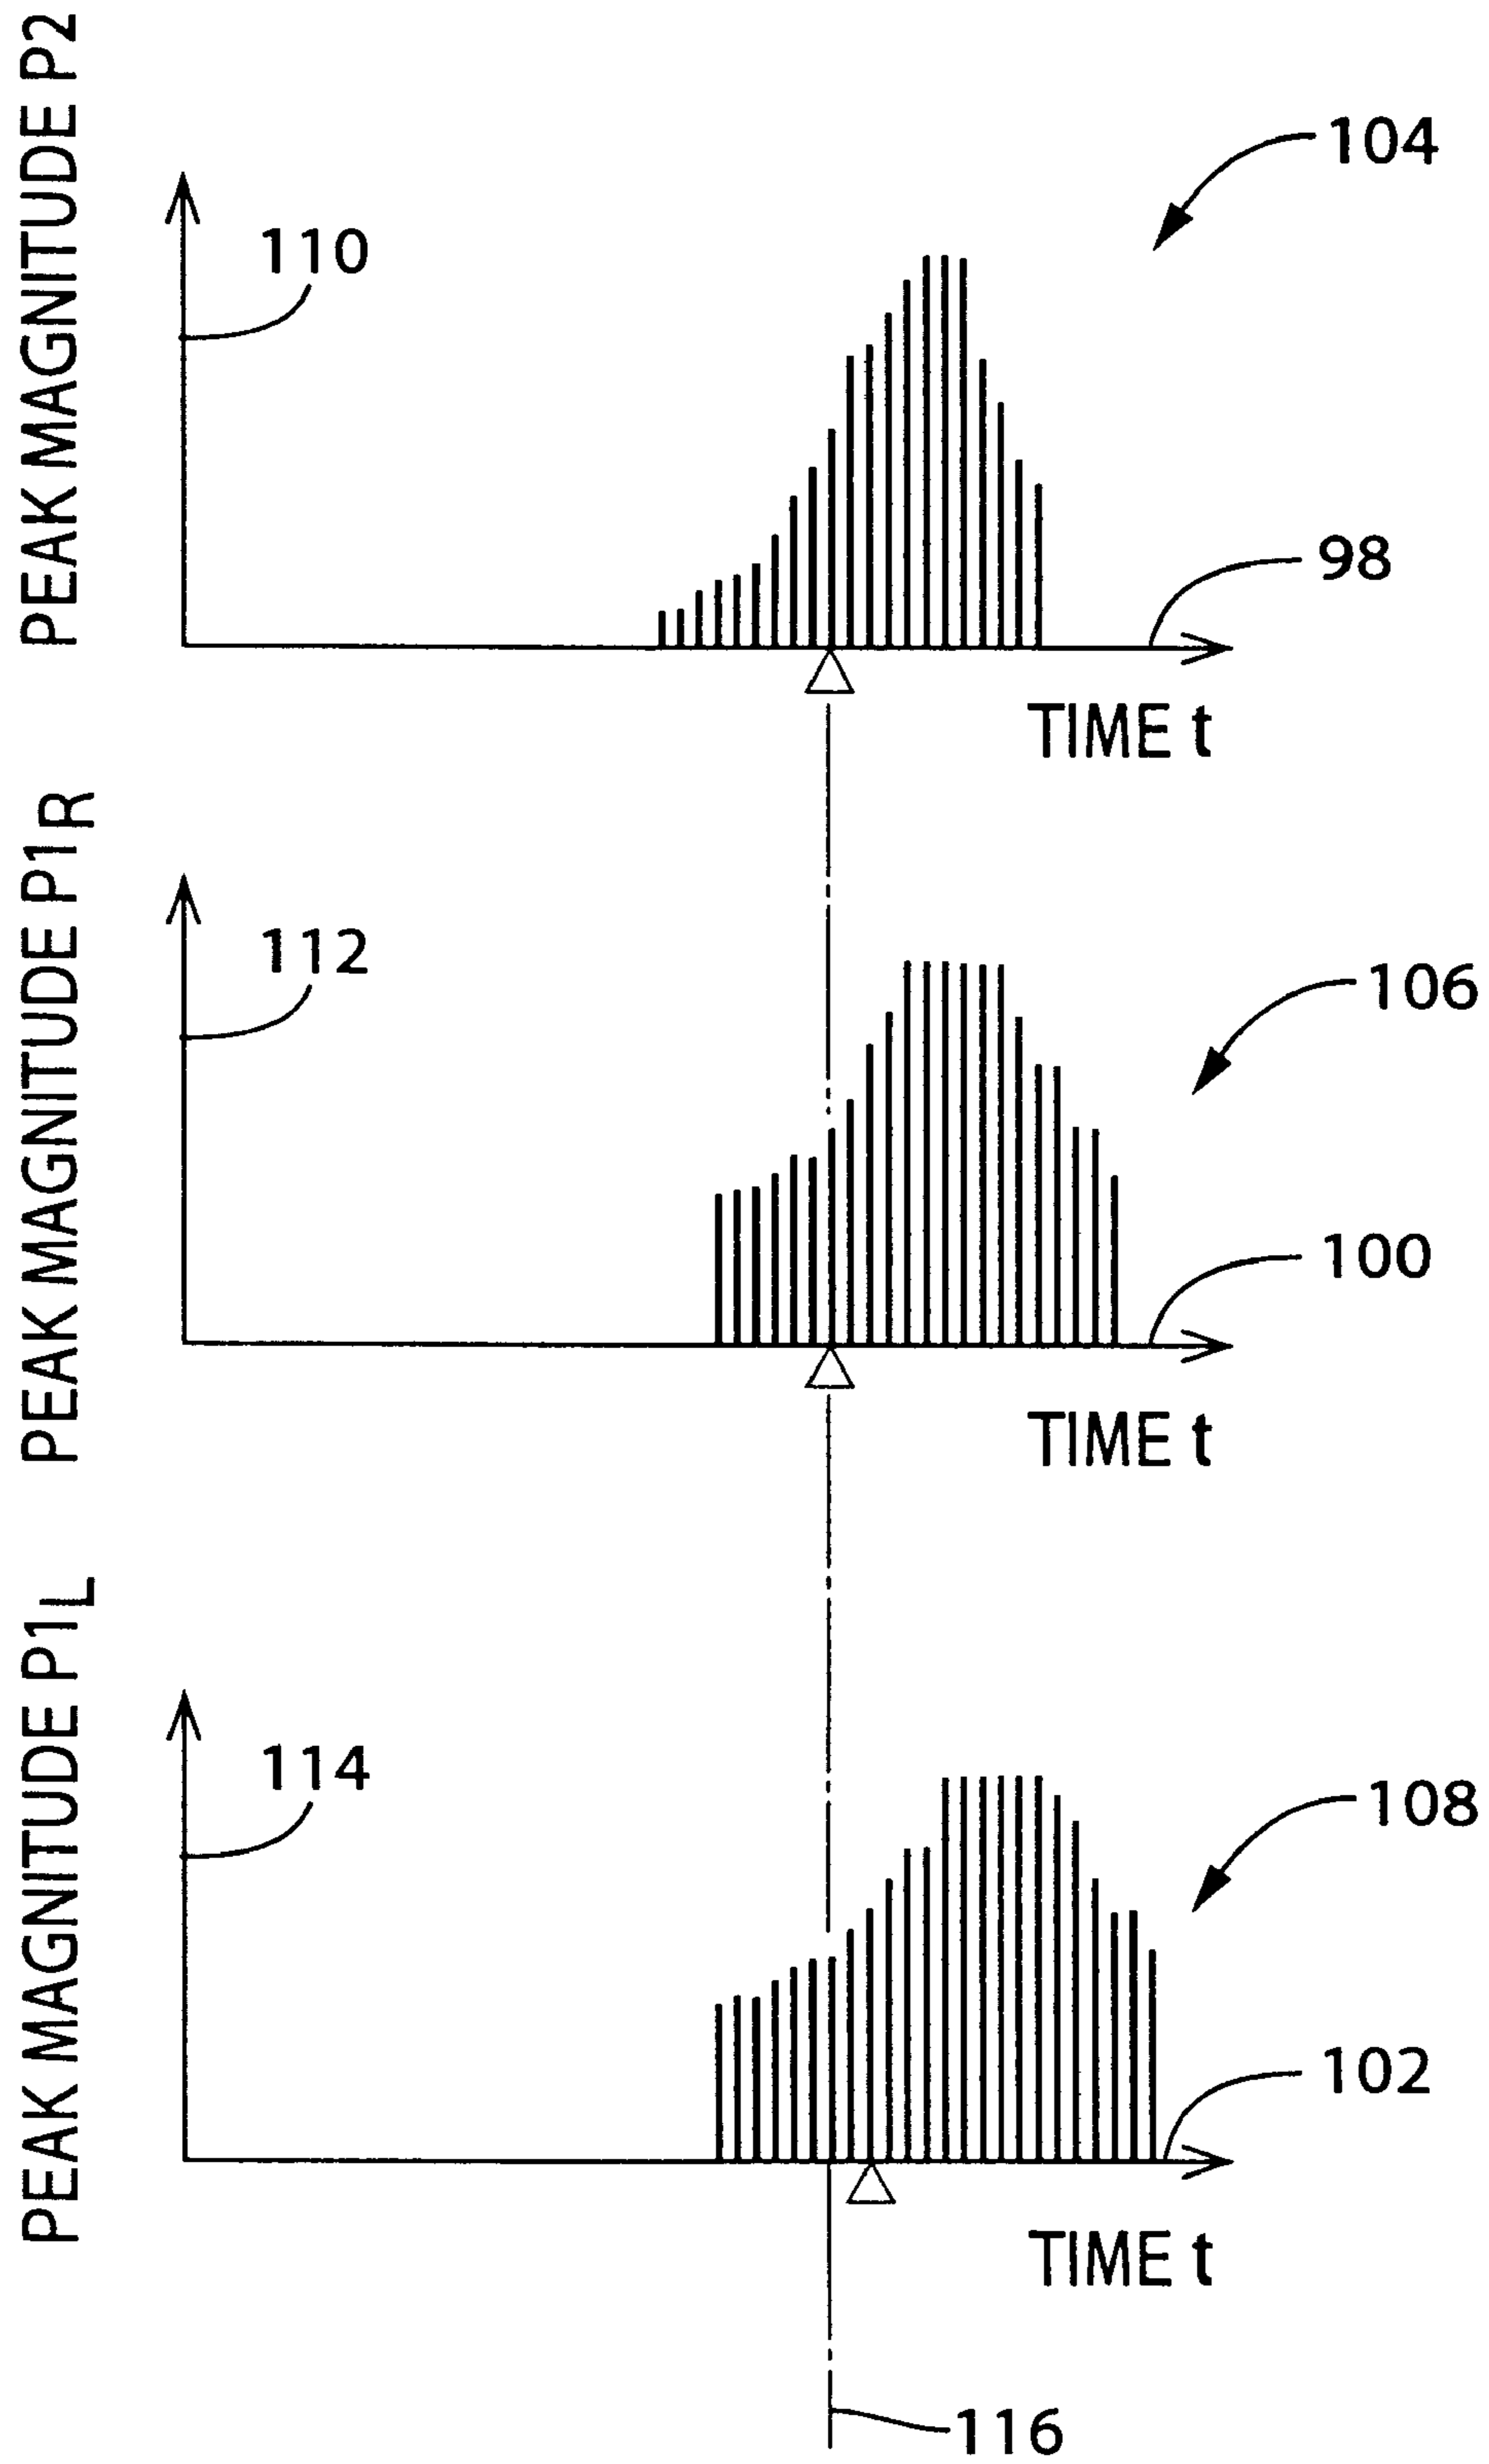 PEAK MAGNITUDE P2
104
110
98
TIME t
PEAK MAGNITUDE P1R
112
106
100
TIME t
PEAK MAGNITUDE P1L
114
108
102
TIME t
116